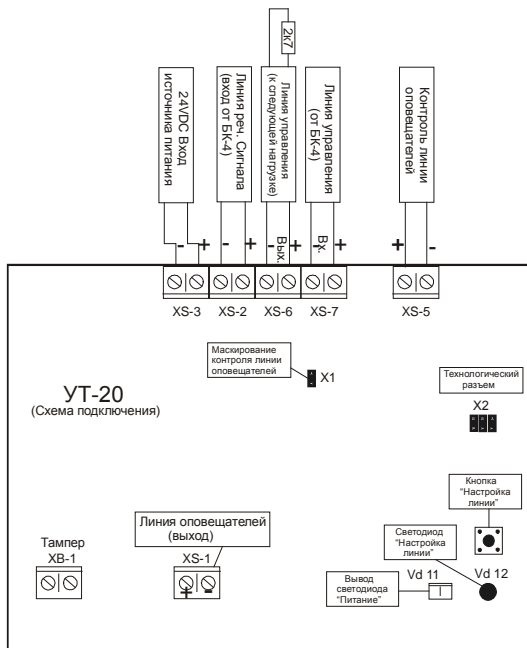 2к7
24VDC Вход
источника питания
Линия реч. Сигнала
(вход от БК-4)
Линия управления
(к следующей нагрузке)
Линия управления
(от БК-4)
Контроль линии
оповещателей
- + - + - Вых. + - Вх. + + -
XS-3 XS-2 XS-6 XS-7 XS-5
Маскирование
контроля линии
оповещателей
X1
Технологический
разъем
X2
УТ-20
(Схема подключения)
Кнопка
"Настройка
линии"
Линия оповещателей
(выход)
Светодиод
"Настройка
линии"
Тампер
XB-1
XS-1
+ -
Вывод
светодиода
"Питание"
Vd 11
Vd 12